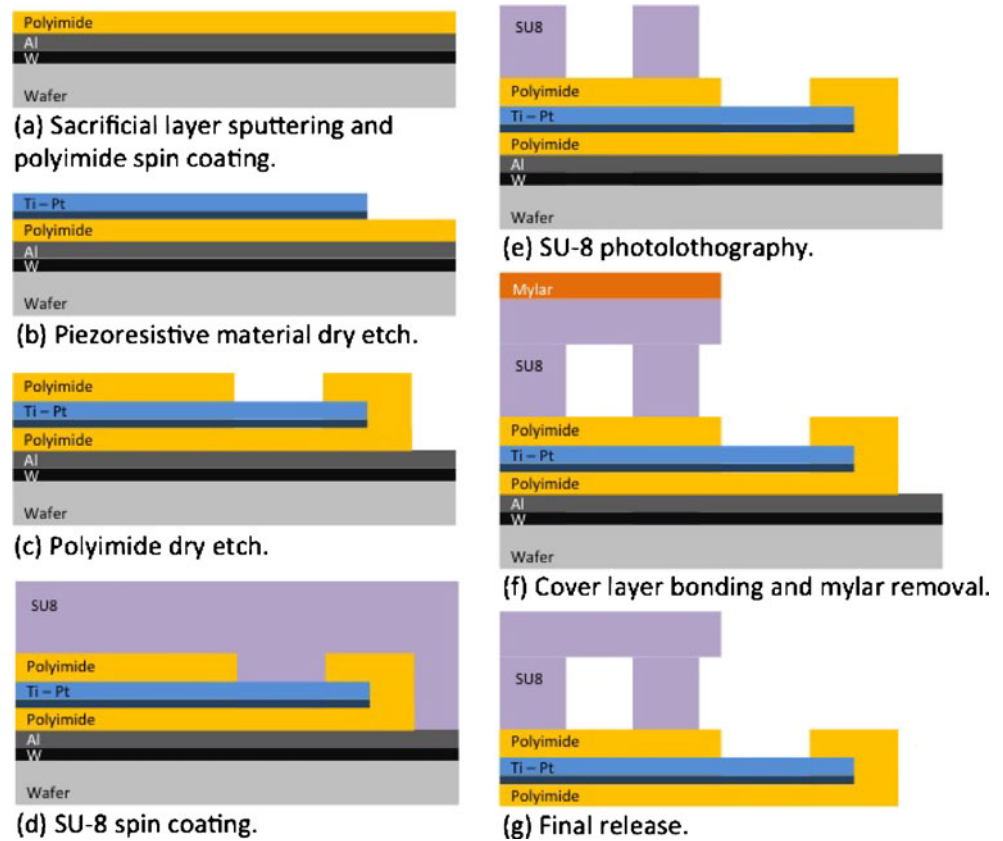 Polyimide
Al
W
Wafer
(a) Sacrificial layer sputtering and
polyimide spin coating.
Ti – Pt
Polyimide
Al
W
Wafer
(b) Piezoresistive material dry etch.
Polyimide
Ti – Pt
Polyimide
Al
W
Wafer
(c) Polyimide dry etch.
SU8
Polyimide
Ti – Pt
Polyimide
Al
W
Wafer
(d) SU-8 spin coating.
SU8
Polyimide
Ti – Pt
Polyimide
Al
W
Wafer
(e) SU-8 photolothography.
Mylar
SU8
Polyimide
Ti – Pt
Polyimide
Al
W
Wafer
(f) Cover layer bonding and mylar removal.
SU8
Polyimide
Ti – Pt
Polyimide
(g) Final release.